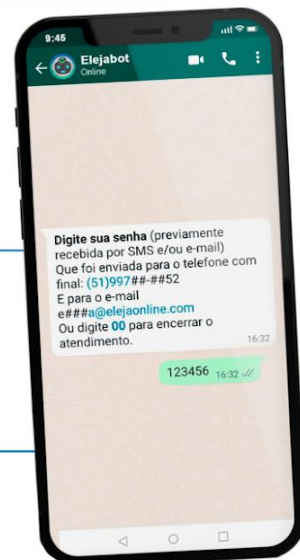 9:45
Elejabot
Online
Digite sua senha (previamente
recebida por SMS e/ou e-mail)
Que foi enviada para o telefone com
final: (51)997##-##52
E para o e-mail
e###a@elejaonline.com
Ou digite 00 para encerrar o
atendimento.
16:32
123456 16:32